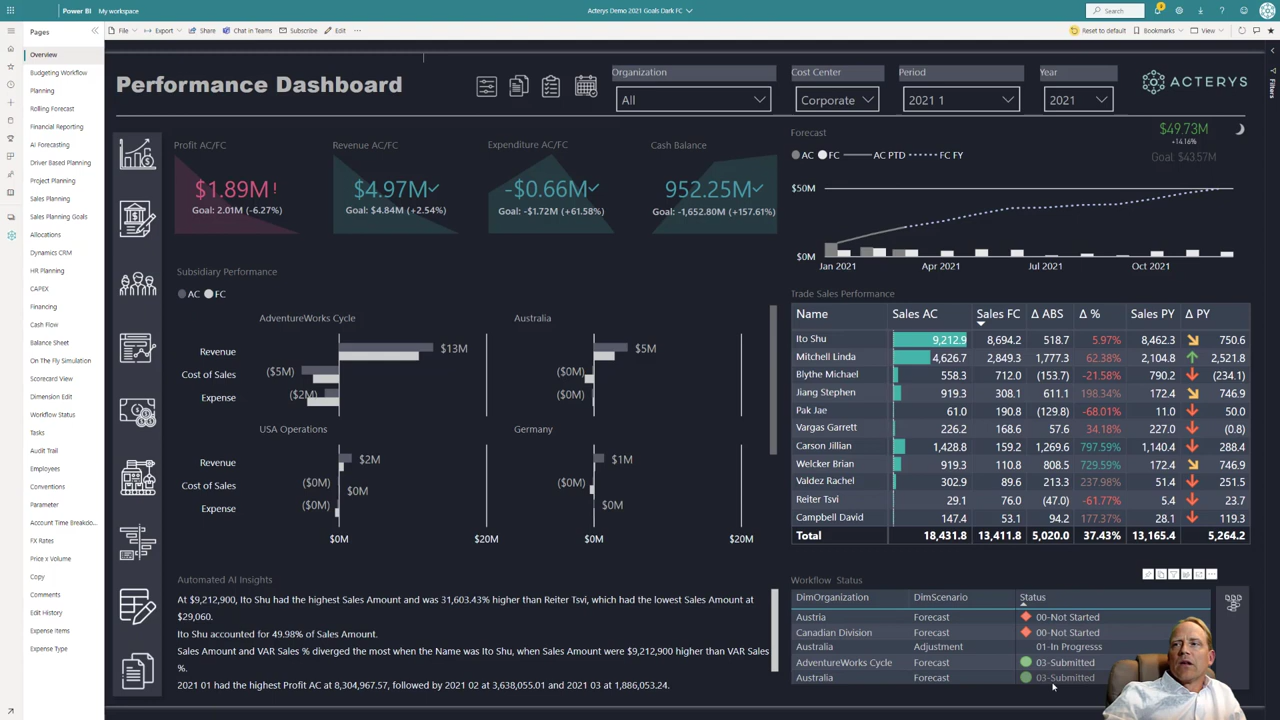 Power BI My workspace
Acterys Demo 2021 Goals Dark FC
Search
Pages
File Export Share Chat in Teams Subscribe Edit
Reset to default Bookmarks View
Overview
Budgeting Workflow
Planning
Rolling Forecast
Financial Reporting
AI Forecasting
Driver Based Planning
Project Planning
Sales Planning
Sales Planning Goals
Allocations
Dynamics CRM
HR Planning
CAPEX
Financing
Cash Flow
Balance Sheet
On The Fly Simulation
Scorecard View
Dimension Edit
Workflow Status
Tasks
Audit Trail
Employees
Conventions
Parameter
Account Time Breakdo...
FX Rates
Price x Volume
Copy
Comments
Edit History
Expense Items
Expense Type
Filters
Performance Dashboard
Organization
All
Cost Center
Corporate
Period
2021 1
Year
2021
ACTERYS
Profit AC/FC
$1.89M!
Goal: 2.01M (-6.27%)
Revenue AC/FC
$4.97M
Goal: $4.84M (+2.54%)
Expenditure AC/FC
-$0.66M
Goal: -$1.72M (+61.58%)
Cash Balance
952.25M
Goal: -1,652.80M (+157.61%)
Forecast
$49.73M
+14.16%
Goal: $43.57M
AC FC AC PTD FC FY
$50M
$0M
Jan 2021 Apr 2021 Jul 2021 Oct 2021
Subsidiary Performance
AC FC
AdventureWorks Cycle Australia
Revenue $13M $5M
Cost of Sales ($5M) ($0M)
Expense ($2M) ($0M)
USA Operations Germany
Revenue $2M $1M
Cost of Sales ($0M) $0M ($0M)
Expense ($0M) $0M
$0M $20M $0M $20M
Trade Sales Performance
Name Sales AC Sales FC Δ ABS Δ % Sales PY Δ PY
Ito Shu 9,212.9 8,694.2 518.7 5.97% 8,462.3 750.6
Mitchell Linda 4,626.7 2,849.3 1,777.3 62.38% 2,104.8 2,521.8
Blythe Michael 558.3 712.0 (153.7) -21.58% 790.2 (234.1)
Jiang Stephen 919.3 308.1 611.1 198.34% 172.4 746.9
Pak Jae 61.0 190.8 (129.8) -68.01% 11.0 50.0
Vargas Garrett 226.2 168.6 57.6 34.18% 227.0 (0.8)
Carson Jillian 1,428.8 159.2 1,269.6 797.59% 1,140.4 288.4
Welcker Brian 919.3 110.8 808.5 729.59% 172.4 746.9
Valdez Rachel 302.9 89.6 213.3 237.98% 51.4 251.5
Reiter Tsvi 29.1 76.0 (47.0) -61.77% 5.4 23.7
Campbell David 147.4 53.1 94.2 177.37% 28.1 119.3
Total 18,431.8 13,411.8 5,020.0 37.43% 13,165.4 5,264.2
Automated AI Insights
At $9,212,900, Ito Shu had the highest Sales Amount and was 31,603.43% higher than Reiter Tsvi, which had the lowest Sales Amount at
$29,060.
Ito Shu accounted for 49.98% of Sales Amount.
Sales Amount and VAR Sales % diverged the most when the Name was Ito Shu, when Sales Amount were $9,212,900 higher than VAR Sales
%.
2021 01 had the highest Profit AC at 8,304,967.57, followed by 2021 02 at 3,638,055.01 and 2021 03 at 1,886,053.24.
Workflow Status
DimOrganization DimScenario Status
Austria Forecast 00-Not Started
Canadian Division Forecast 00-Not Started
Australia Adjustment 01-In Progresss
AdventureWorks Cycle Forecast 03-Submitted
Australia Forecast 03-Submitted